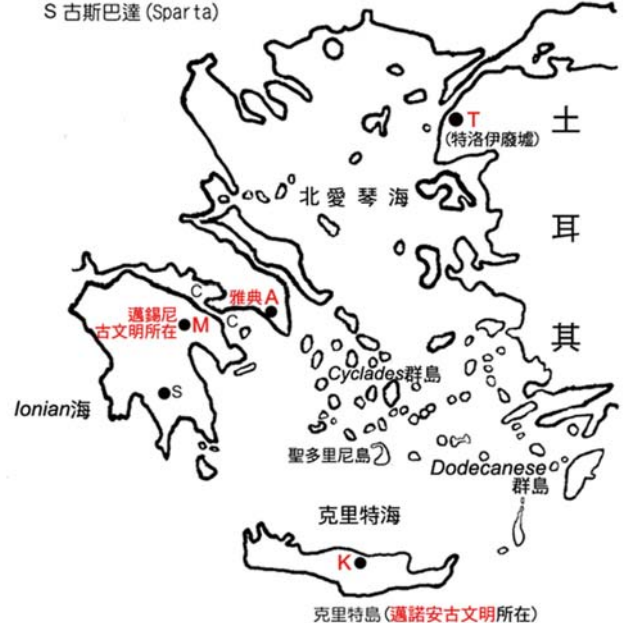 S 古斯巴達(Sparta)
T
(特洛伊廢墟)
土
耳
其
北愛琴海
C
雅典A
邁錫尼
古文明所在
M
C
Cyclades群島
S
Ionian海
聖多里尼島
Dodecanese
群島
克里特海
K
克里特島(邁諾安古文明所在)